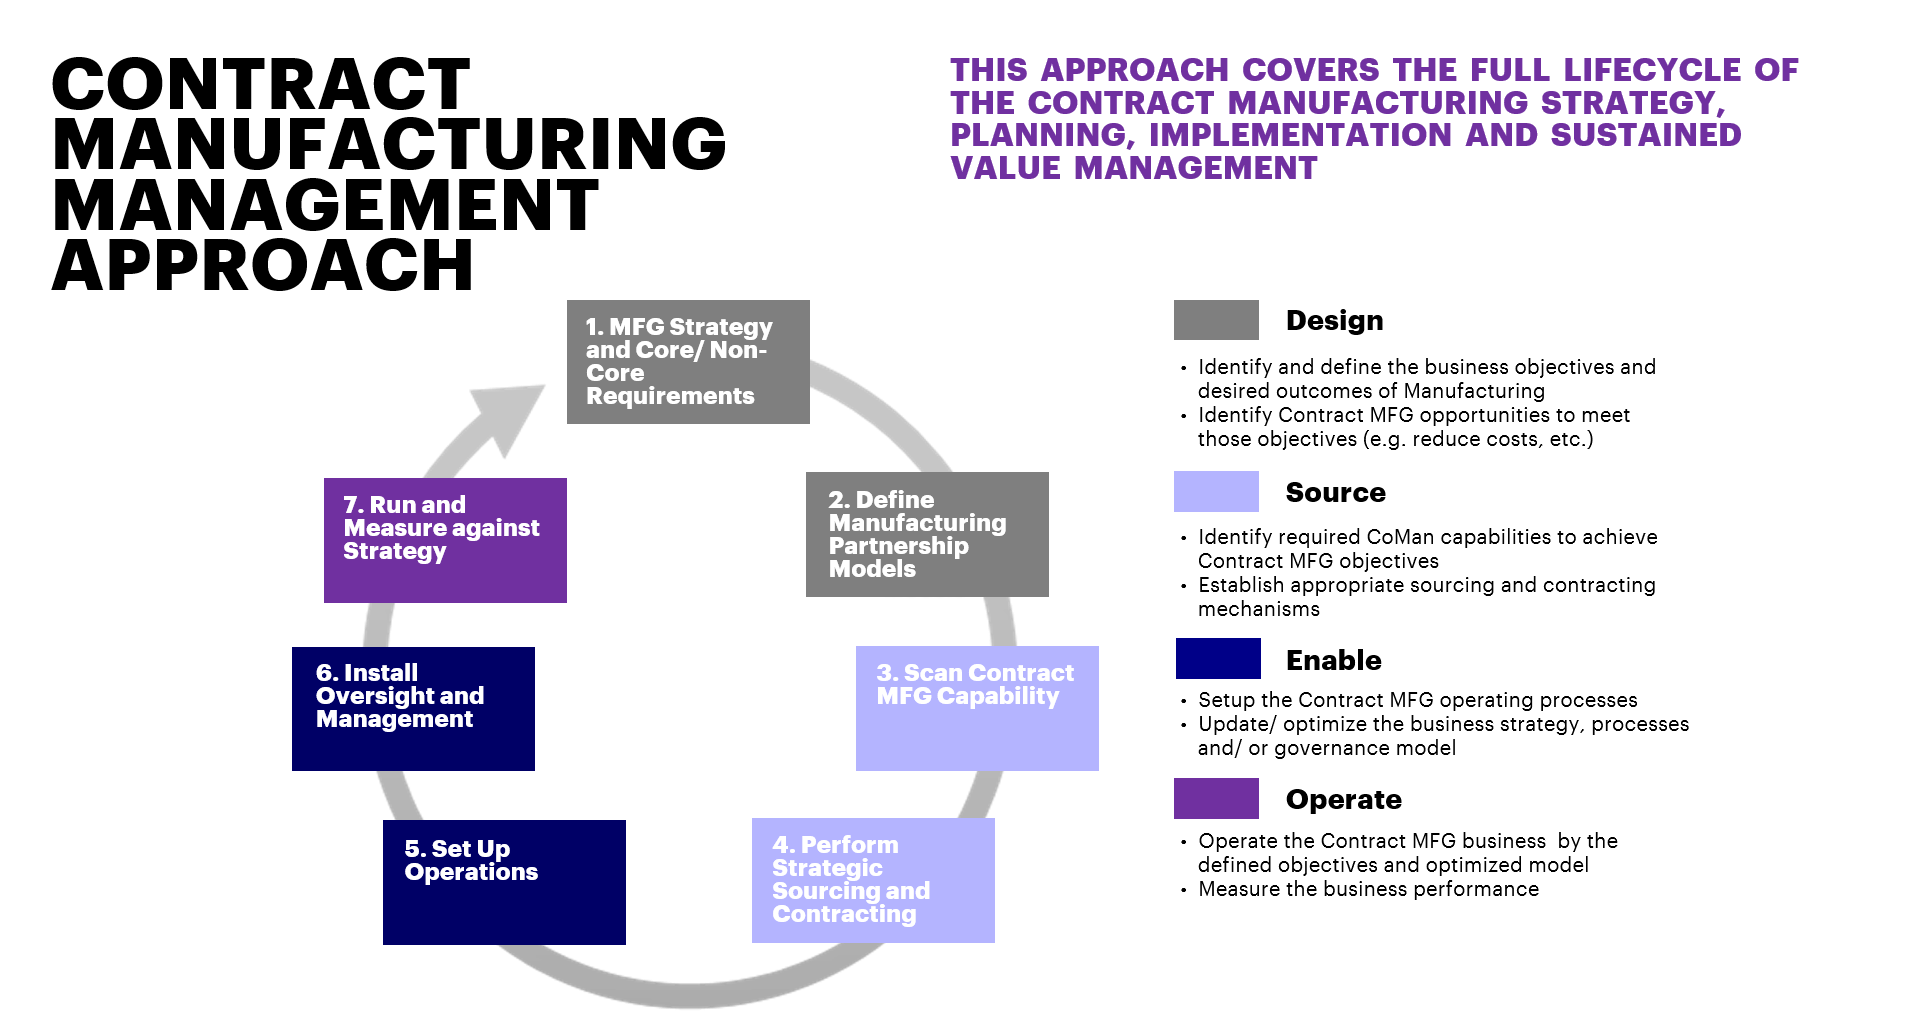 CONTRACT
MANUFACTURING
MANAGEMENT
APPROACH
THIS APPROACH COVERS THE FULL LIFECYCLE OF
THE CONTRACT MANUFACTURING STRATEGY,
PLANNING, IMPLEMENTATION AND SUSTAINED
VALUE MANAGEMENT
1. MFG Strategy
and Core/ Non-
Core
Requirements
2. Define
Manufacturing
Partnership
Models
3. Scan Contract
MFG Capability
4. Perform
Strategic
Sourcing and
Contracting
5. Set Up
Operations
6. Install
Oversight and
Management
7. Run and
Measure against
Strategy
Design
• Identify and define the business objectives and
desired outcomes of Manufacturing
• Identify Contract MFG opportunities to meet
those objectives (e.g. reduce costs, etc.)
Source
• Identify required CoMan capabilities to achieve
Contract MFG objectives
• Establish appropriate sourcing and contracting
mechanisms
Enable
• Setup the Contract MFG operating processes
• Update/ optimize the business strategy, processes
and/ or governance model
Operate
• Operate the Contract MFG business  by the
defined objectives and optimized model
• Measure the business performance